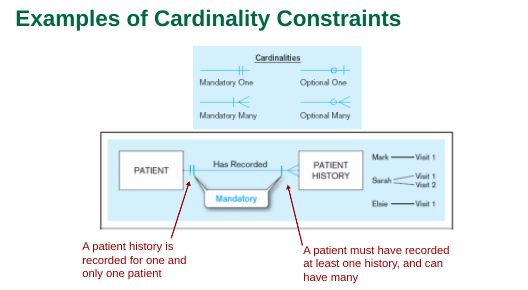 Examples of Cardinality Constraints
Cardinalities
Mandatory One
Optional One
Mandatory Many
Optional Many
PATIENT
Has Recorded
PATIENT
HISTORY
Mandatory
Mark
Visit 1
Sarah
Visit 1
Visit 2
Elsie
Visit 1
A patient history is
recorded for one and
only one patient
A patient must have recorded
at least one history, and can
have many